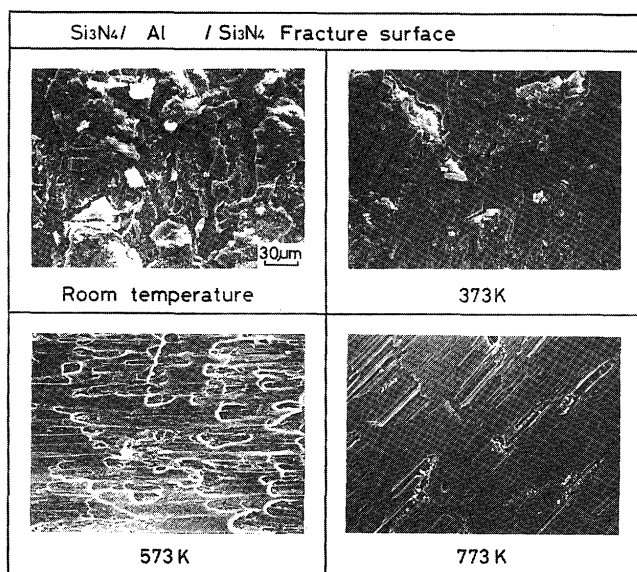 Si₃N₄/ Al / Si₃N₄ Fracture surface
30μm
Room temperature
373K
573K
773K